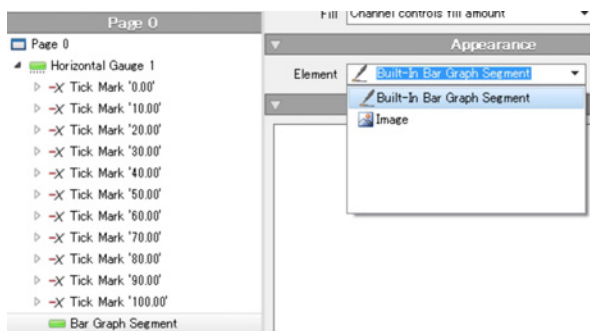 Page 0
Page 0
Horizontal Gauge 1
-X Tick Mark '0.00'
-X Tick Mark '10.00'
-X Tick Mark '20.00'
-X Tick Mark '30.00'
-X Tick Mark '40.00'
-X Tick Mark '50.00'
-X Tick Mark '60.00'
-X Tick Mark '70.00'
-X Tick Mark '80.00'
-X Tick Mark '90.00'
-X Tick Mark '100.00'
Bar Graph Segment
Fill Channel controls fill amount
Appearance
Element Built-In Bar Graph Segment
Built-In Bar Graph Segment
Image